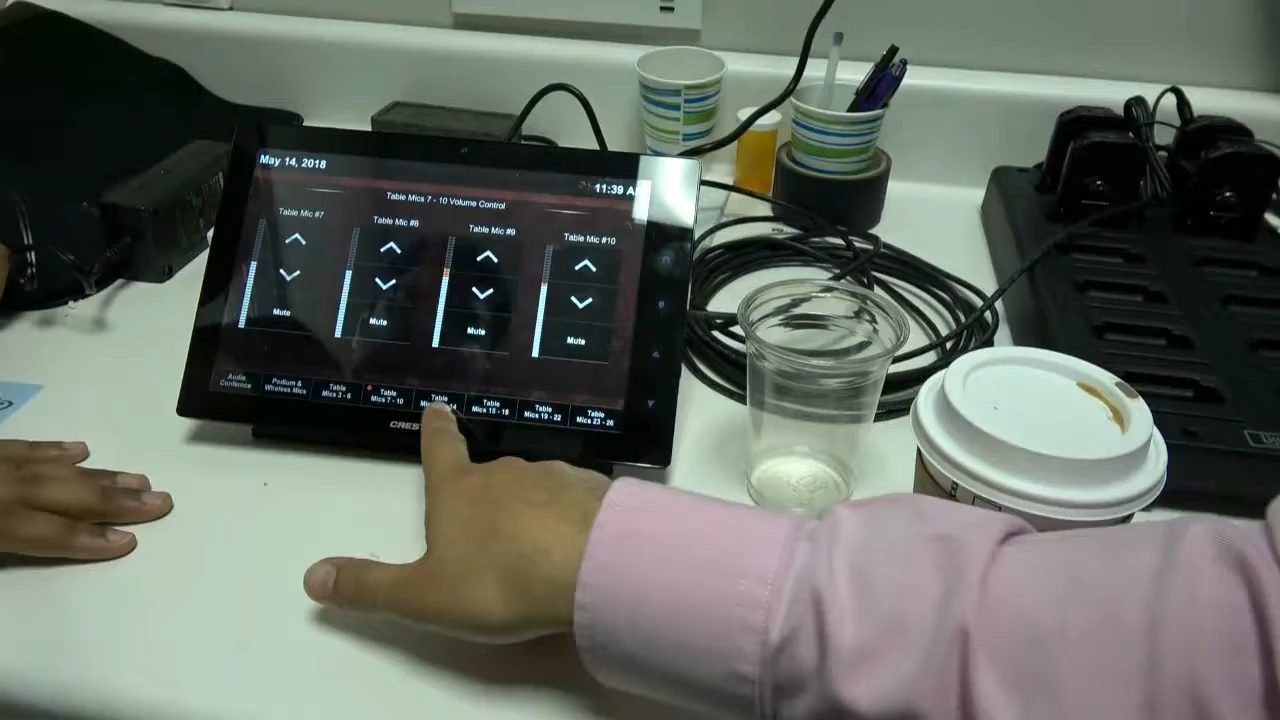 May 14, 2018
11:39 A
Table Mics 7 - 10 Volume Control
Table Mic #7
Table Mic #8
Table Mic #9
Table Mic #10
Mute
Mute
Mute
Mute
Audio
Conference
Podium &
Wireless Mics
Table
Mics 3 - 6
Table
Mics 7 - 10
Table
Table
Mics 15 - 18
Table
Mics 19 - 22
Table
Mics 23 - 26
CREST